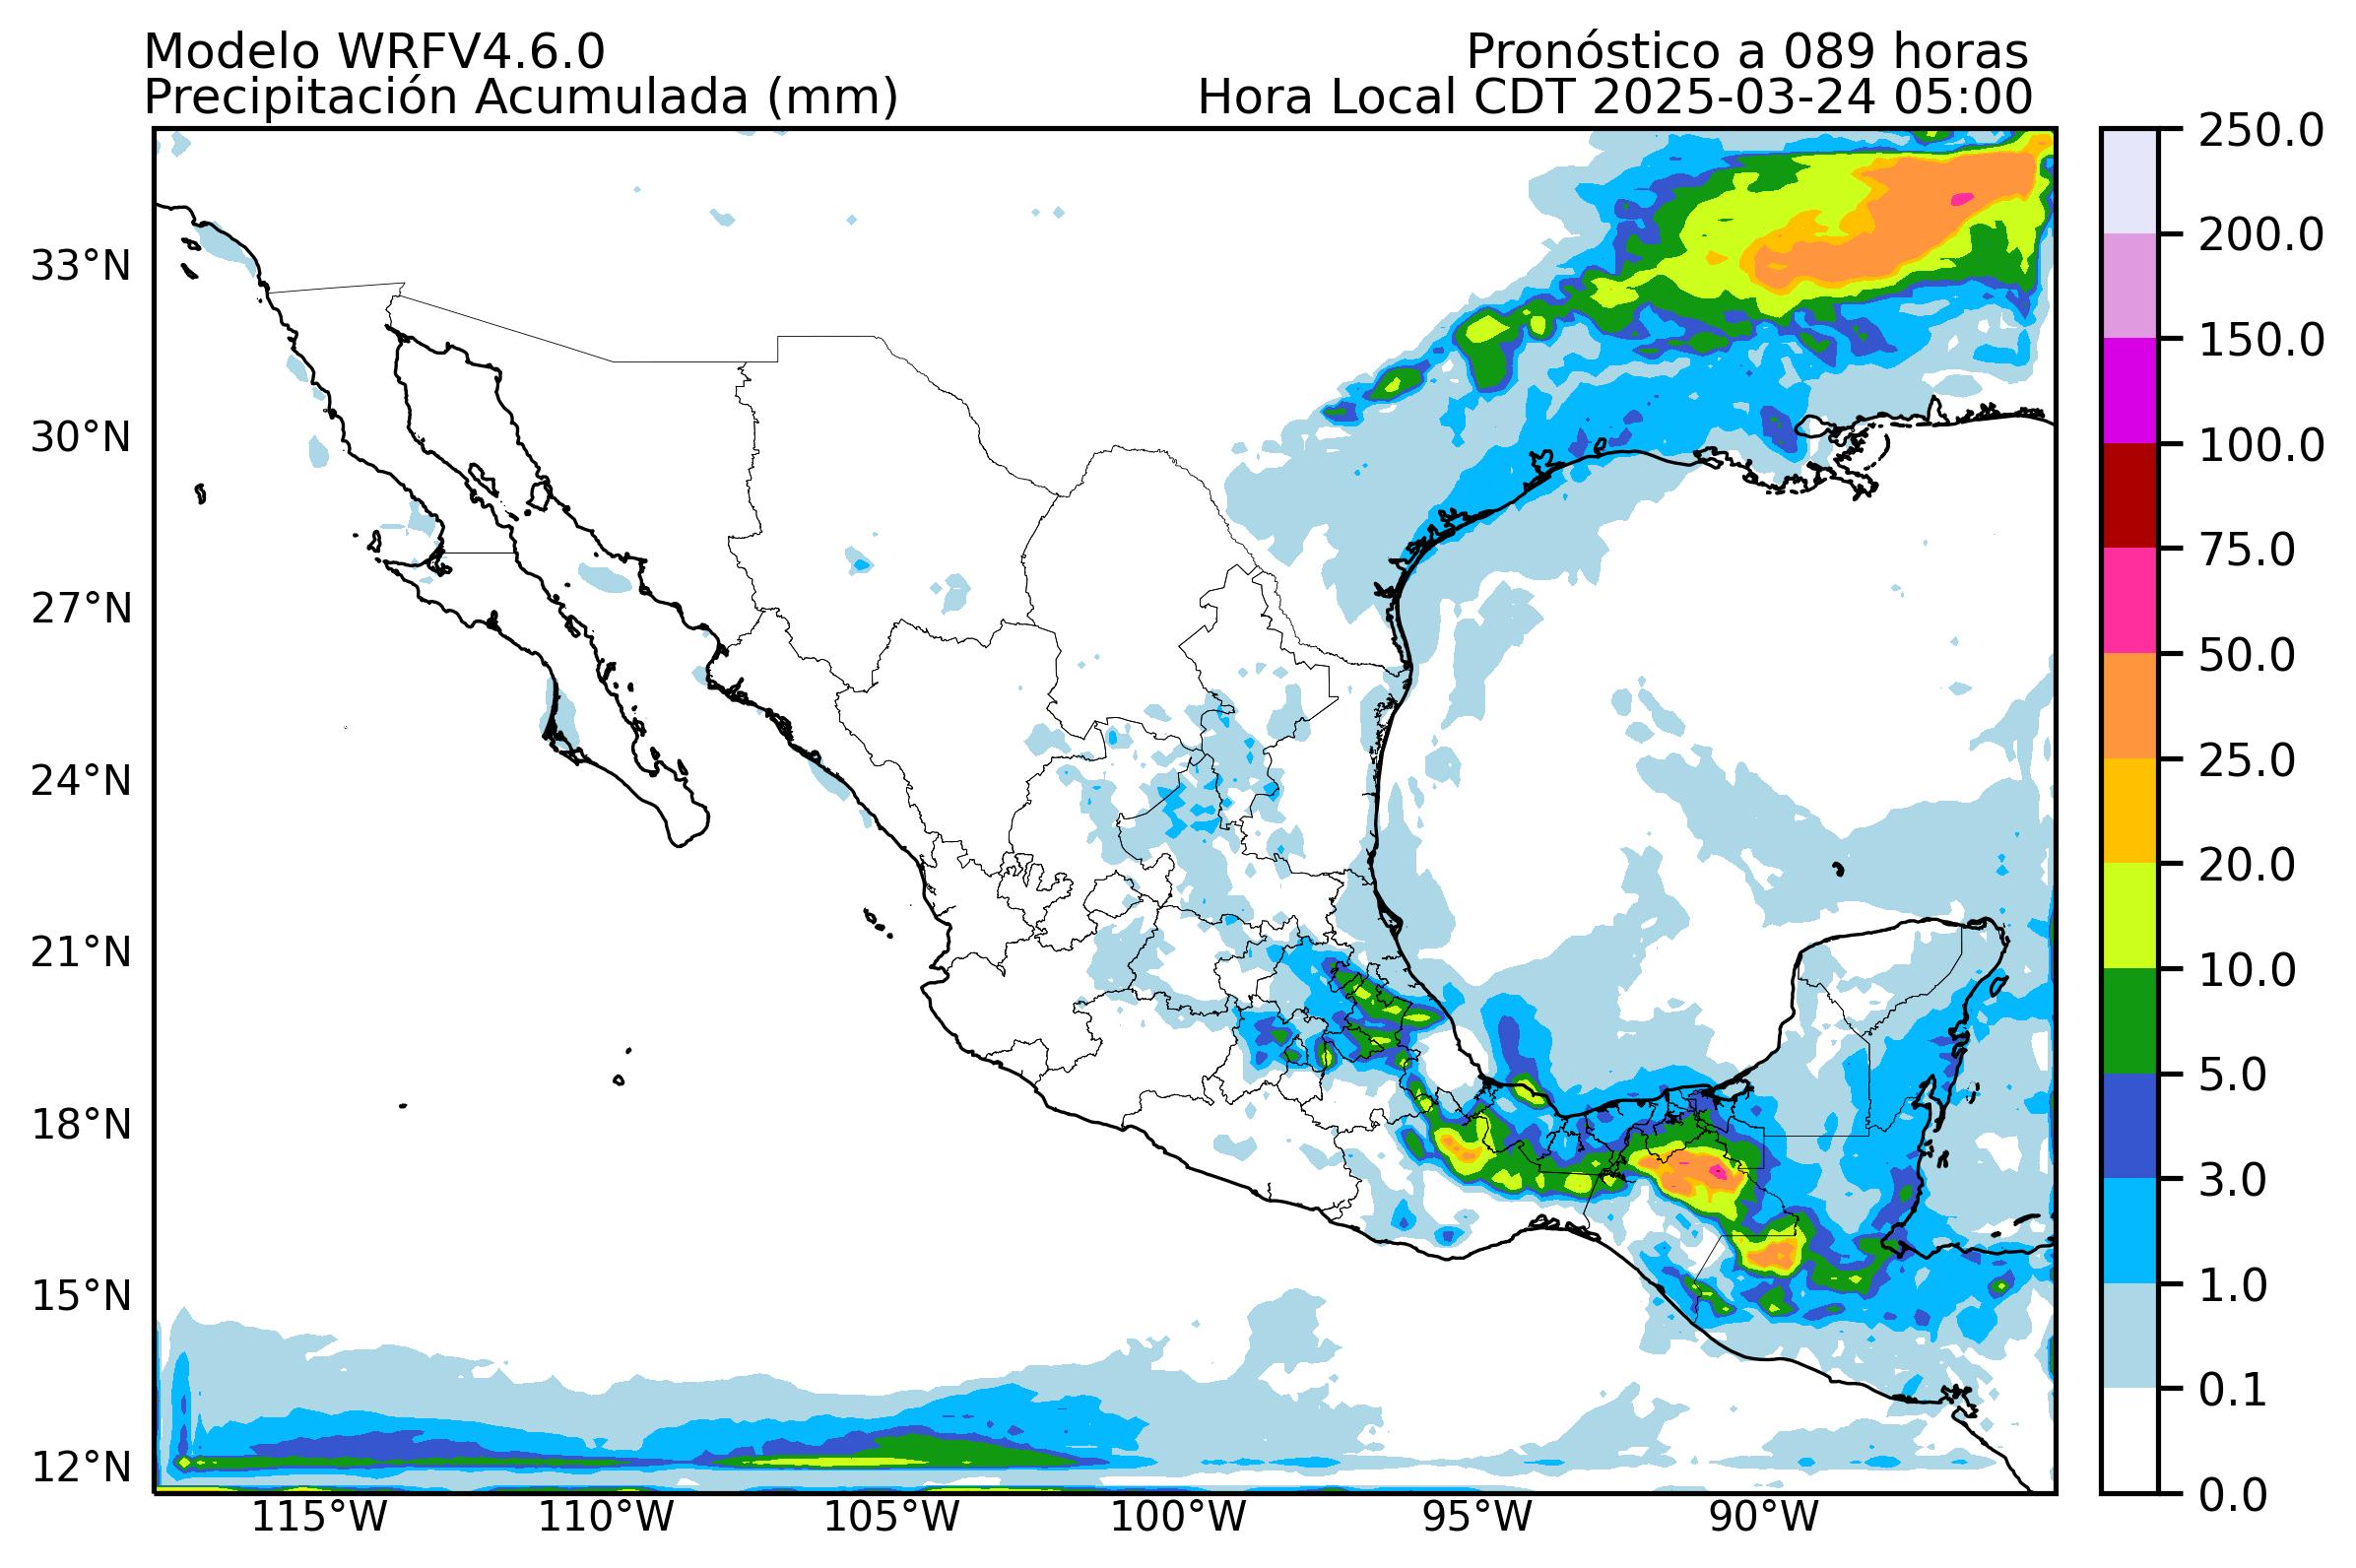 Modelo WRFV4.6.0
Pronóstico a 089 horas
Precipitación Acumulada (mm)
Hora Local CDT 2025-03-24 05:00
250.0
200.0
150.0
100.0
75.0
50.0
25.0
20.0
10.0
5.0
3.0
1.0
0.1
0.0
33°N
30°N
27°N
24°N
21°N
18°N
15°N
12°N
115°W
110°W
105°W
100°W
95°W
90°W